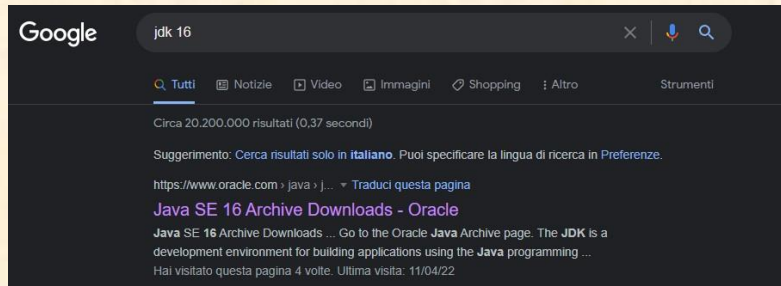 Google
jdk 16
Tutti Notizie Video Immagini Shopping Altro Strumenti
Circa 20.200.000 risultati (0,37 secondi)
Suggerimento: Cerca risultati solo in italiano. Puoi specificare la lingua di ricerca in Preferenze.
https://www.oracle.com › java › j... Traduci questa pagina
Java SE 16 Archive Downloads - Oracle
Java SE 16 Archive Downloads ... Go to the Oracle Java Archive page. The JDK is a
development environment for building applications using the Java programming ...
Hai visitato questa pagina 4 volte. Ultima visita: 11/04/22